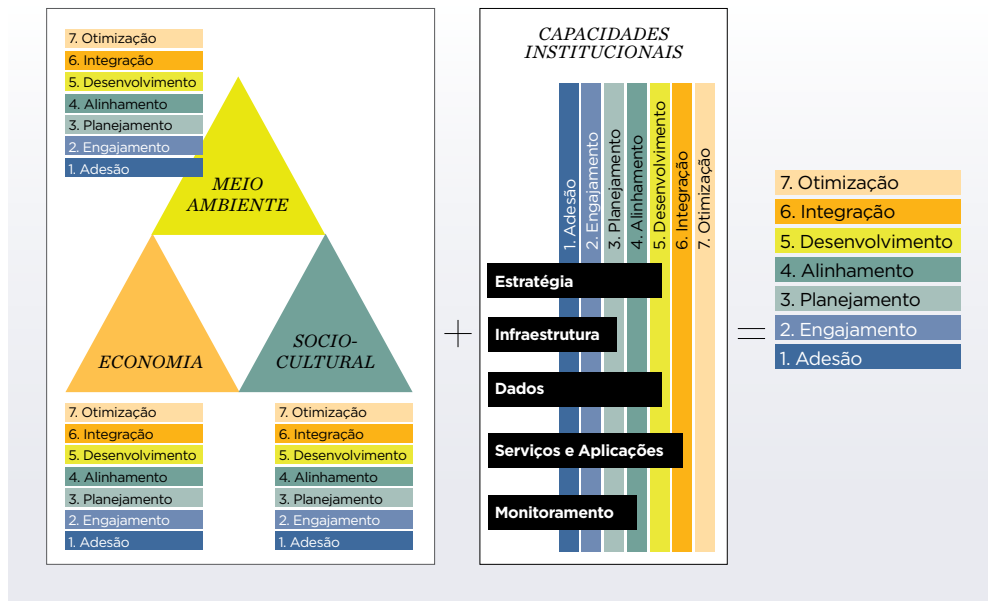 7. Otimização
6. Integração
5. Desenvolvimento
4. Alinhamento
3. Planejamento
2. Engajamento
1. Adesão
MEIO
AMBIENTE
ECONOMIA
SOCIO-
CULTURAL
7. Otimização
6. Integração
5. Desenvolvimento
4. Alinhamento
3. Planejamento
2. Engajamento
1. Adesão
7. Otimização
6. Integração
5. Desenvolvimento
4. Alinhamento
3. Planejamento
2. Engajamento
1. Adesão
+
CAPACIDADES
INSTITUCIONAIS
1. Adesão
2. Engajamento
3. Planejamento
4. Alinhamento
5. Desenvolvimento
6. Integração
7. Otimização
Estratégia
Infraestrutura
Dados
Serviços e Aplicações
Monitoramento
=
7. Otimização
6. Integração
5. Desenvolvimento
4. Alinhamento
3. Planejamento
2. Engajamento
1. Adesão